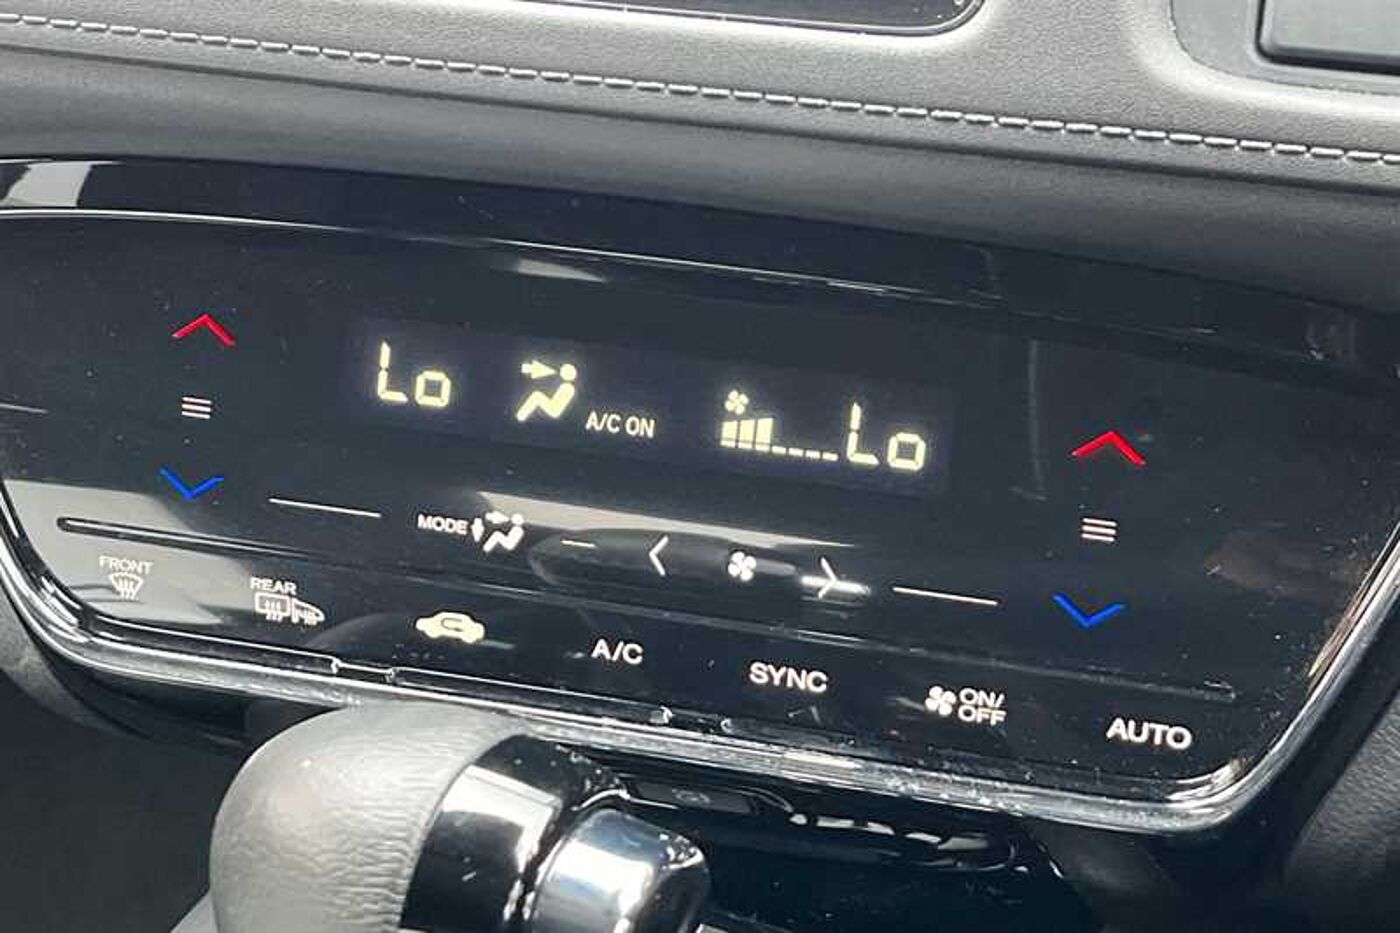 Lo A/C ON Lo
MODE
FRONT
REAR
A/C
SYNC
ON/
OFF
AUTO